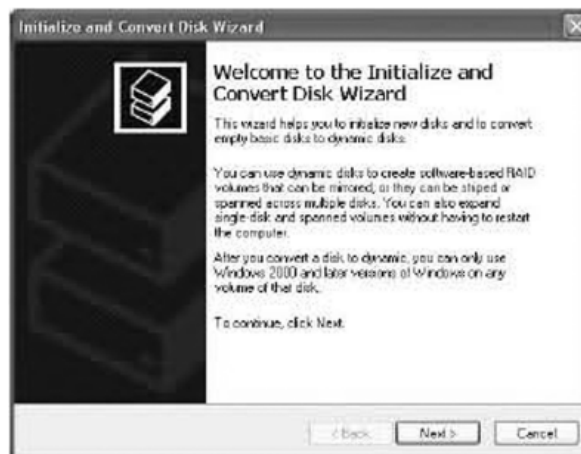 Initialize and Convert Disk Wizard
Welcome to the Initialize and
Convert Disk Wizard
This wizard helps you to initialize new disks and to convert
empty basic disks to dynamic disks.
You can use dynamic disks to create software-based RAID
volumes that can be mirrored, or they can be striped or
spanned across multiple disks. You can also expand
single-disk and spanned volumes without having to restart
the computer.
After you convert a disk to dynamic, you can only use
Windows 2000 and later versions of Windows on any
volume of that disk.
To continue, click Next.
< Back
Next >
Cancel